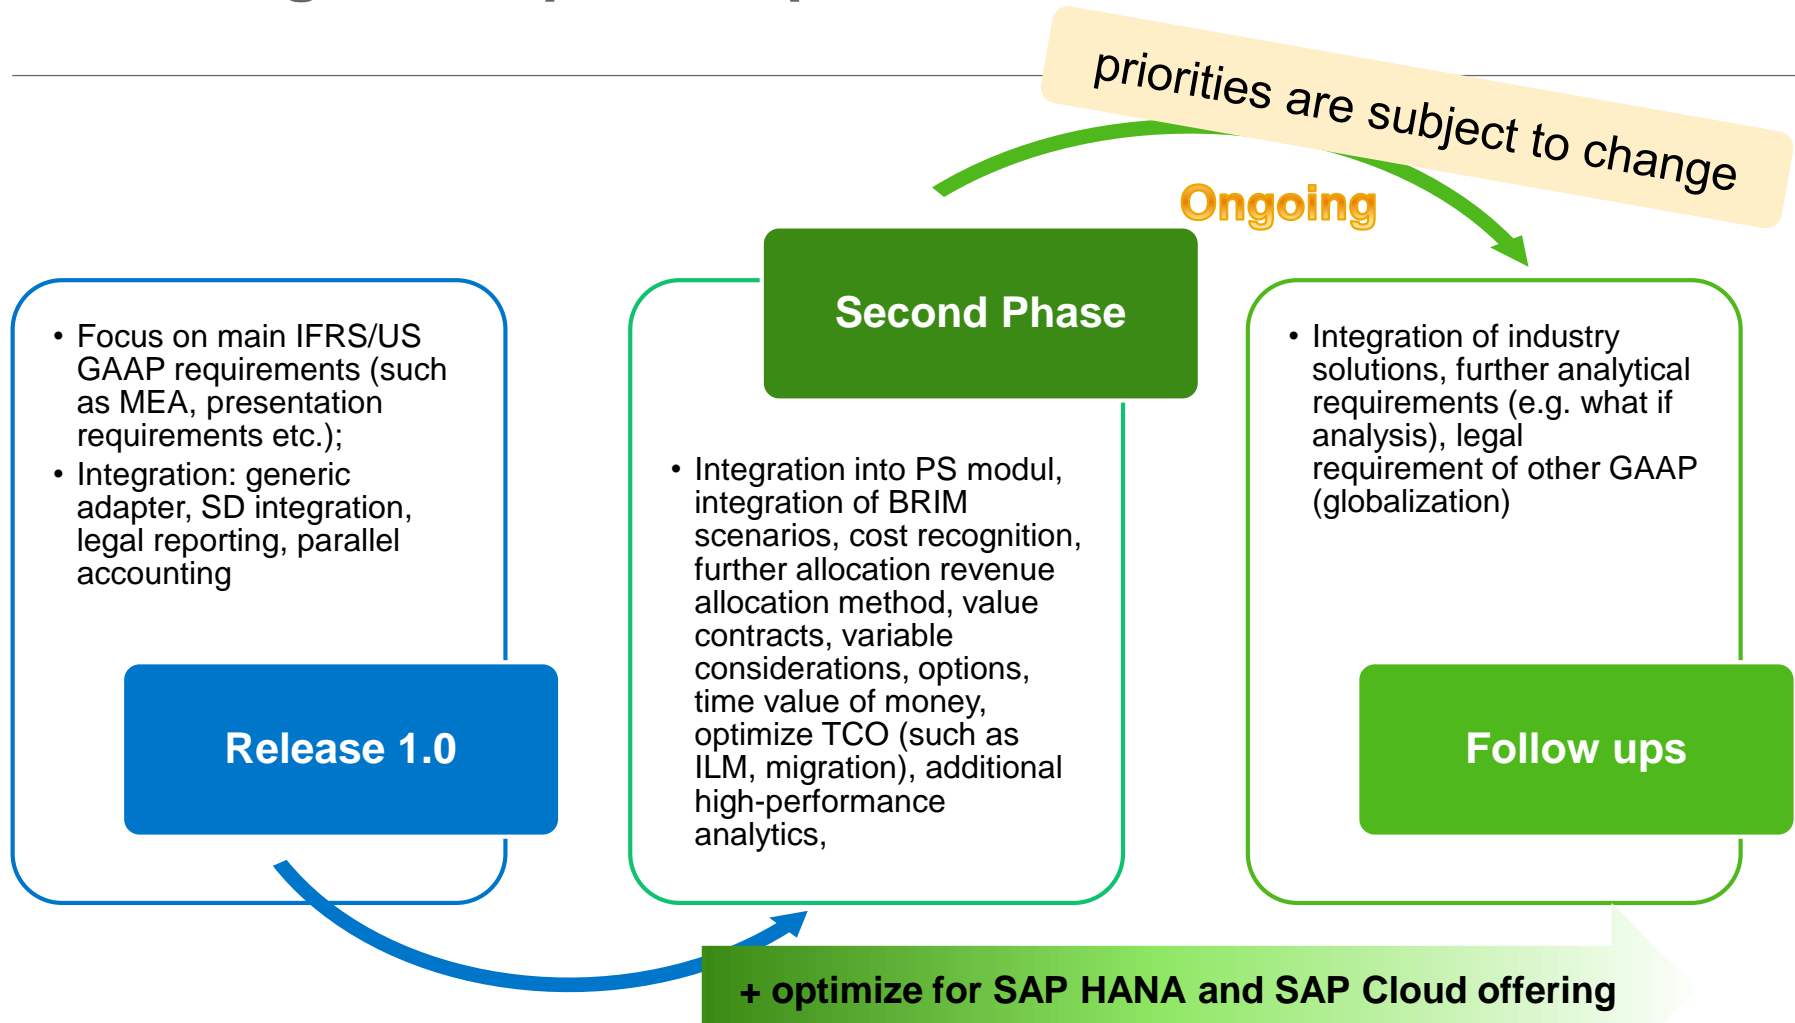 priorities are subject to change
Ongoing
• Focus on main IFRS/US
GAAP requirements (such
as MEA, presentation
requirements etc.);
• Integration: generic
adapter, SD integration,
legal reporting, parallel
accounting
Release 1.0
Second Phase
• Integration into PS modul,
integration of BRIM
scenarios, cost recognition,
further allocation revenue
allocation method, value
contracts, variable
considerations, options,
time value of money,
optimize TCO (such as
ILM, migration), additional
high-performance
analytics,
• Integration of industry
solutions, further analytical
requirements (e.g. what if
analysis), legal
requirement of other GAAP
(globalization)
Follow ups
+ optimize for SAP HANA and SAP Cloud offering